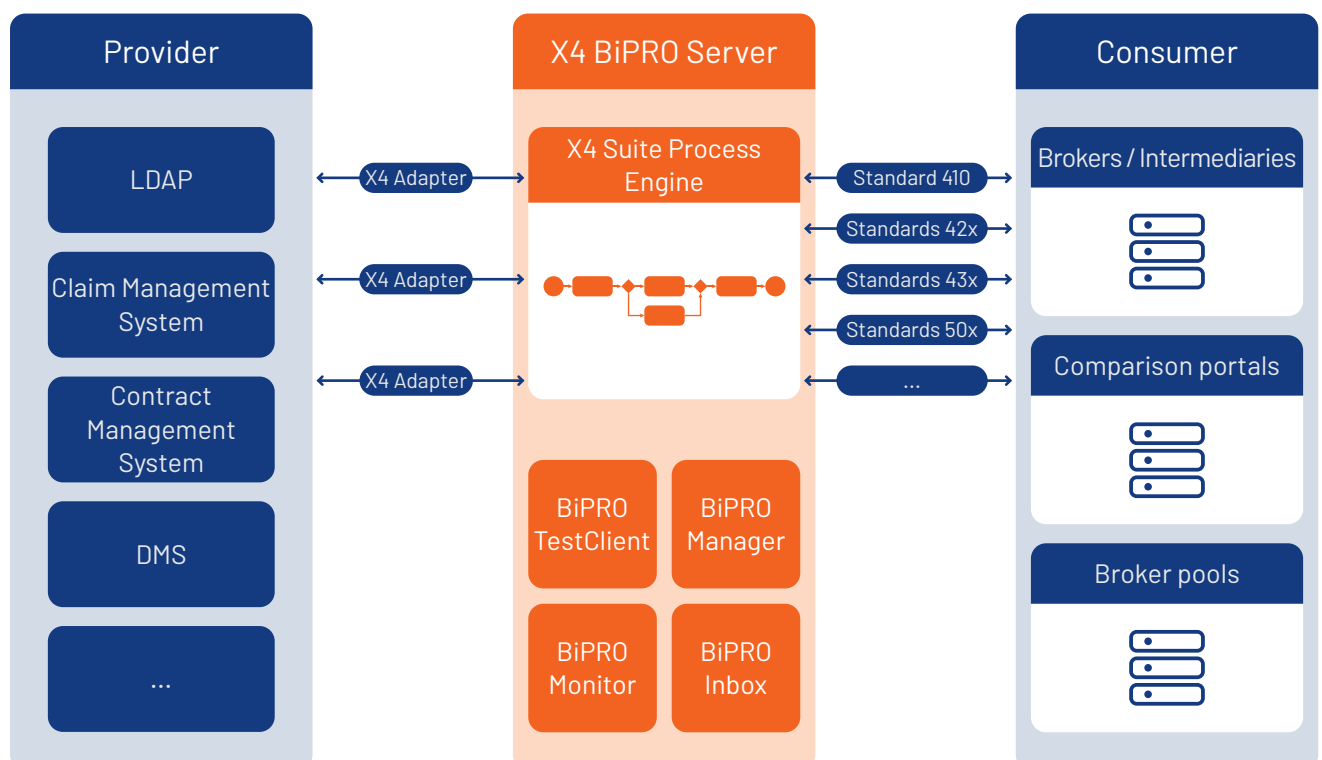 Provider
LDAP
Claim Management
System
Contract
Management
System
DMS
...
X4 Adapter
X4 Adapter
X4 Adapter
X4 BiPRO Server
X4 Suite Process
Engine
BiPRO
TestClient
BiPRO
Manager
BiPRO
Monitor
BiPRO
Inbox
Standard 410
Standards 42x
Standards 43x
Standards 50x
...
Consumer
Brokers / Intermediaries
Comparison portals
Broker pools